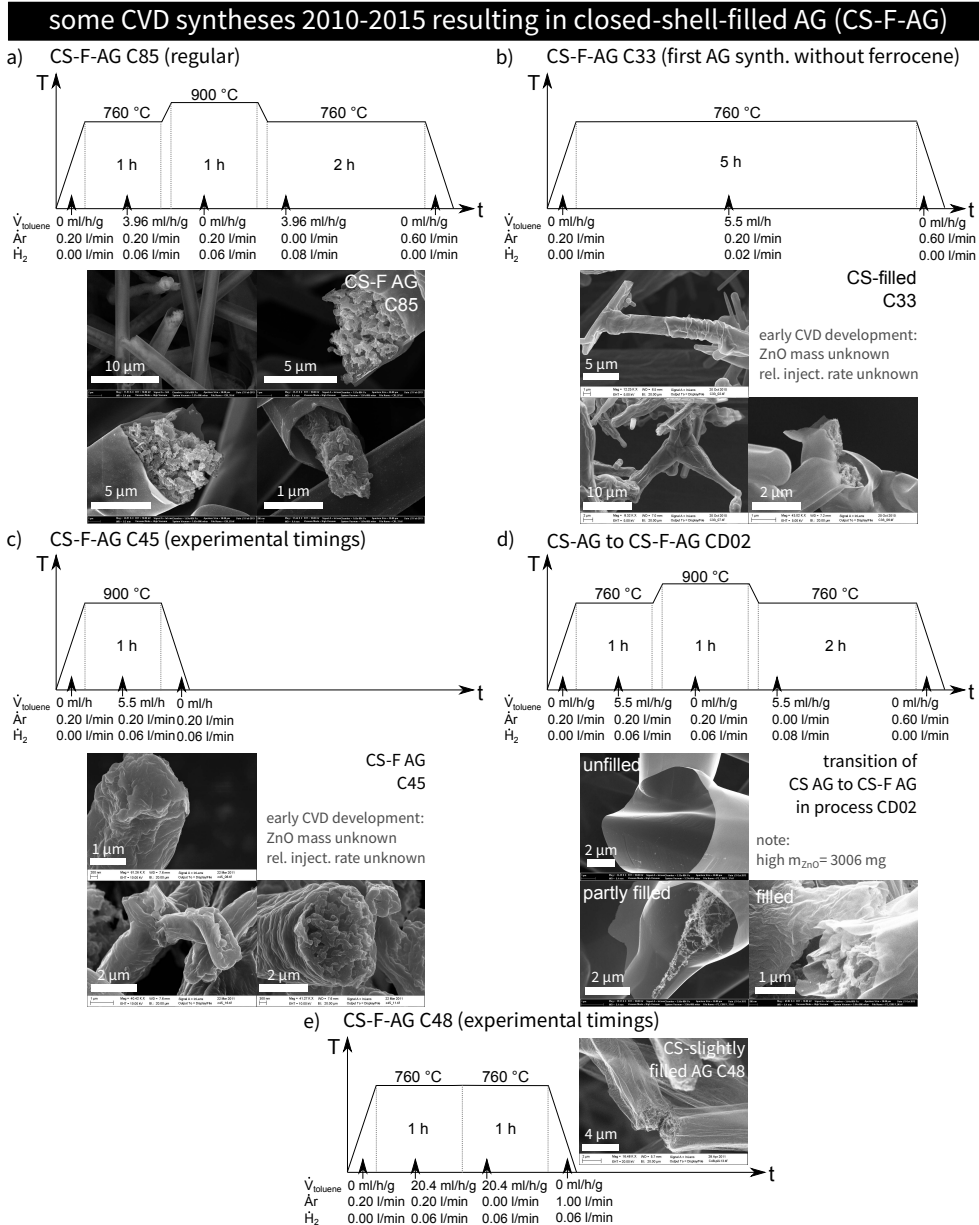 some CVD syntheses 2010-2015 resulting in closed-shell-filled AG (CS-F-AG)
a) CS-F-AG C85 (regular)
T
760 °C
900 °C
760 °C
1 h
1 h
2 h
t
V̇toluene 0 ml/h/g 3.96 ml/h/g 0 ml/h/g 3.96 ml/h/g 0 ml/h/g
Ȧr 0.20 l/min 0.20 l/min 0.20 l/min 0.00 l/min 0.60 l/min
Ḣ2 0.00 l/min 0.06 l/min 0.06 l/min 0.08 l/min 0.00 l/min
CS-F AG
C85
10 µm
5 µm
5 µm
1 µm
b) CS-F-AG C33 (first AG synth. without ferrocene)
T
760 °C
5 h
t
0 ml/h/g 5.5 ml/h 0 ml/h/g
0.20 l/min 0.20 l/min 0.60 l/min
0.00 l/min 0.02 l/min 0.00 l/min
CS-filled
C33
early CVD development:
ZnO mass unknown
rel. inject. rate unknown
5 µm
10 µm
2 µm
c) CS-F-AG C45 (experimental timings)
T
900 °C
1 h
t
V̇toluene 0 ml/h 5.5 ml/h 0 ml/h
Ȧr 0.20 l/min 0.20 l/min 0.20 l/min
Ḣ2 0.00 l/min 0.06 l/min 0.06 l/min
CS-F AG
C45
early CVD development:
ZnO mass unknown
rel. inject. rate unknown
1 µm
2 µm
2 µm
d) CS-AG to CS-F-AG CD02
T
760 °C
900 °C
760 °C
1 h
1 h
2 h
t
0 ml/h/g 5.5 ml/h/g 0 ml/h/g 5.5 ml/h/g 0 ml/h/g
0.20 l/min 0.20 l/min 0.20 l/min 0.00 l/min 0.60 l/min
0.00 l/min 0.06 l/min 0.06 l/min 0.08 l/min 0.00 l/min
unfilled
2 µm
transition of
CS AG to CS-F AG
in process CD02
note:
high mZnO= 3006 mg
partly filled
2 µm
filled
1 µm
e) CS-F-AG C48 (experimental timings)
T
760 °C
760 °C
1 h
1 h
t
V̇toluene 0 ml/h/g 20.4 ml/h/g 20.4 ml/h/g 0 ml/h/g
Ȧr 0.20 l/min 0.20 l/min 0.00 l/min 1.00 l/min
Ḣ2 0.00 l/min 0.06 l/min 0.06 l/min 0.06 l/min
CS-slightly
filled AG C48
4 µm